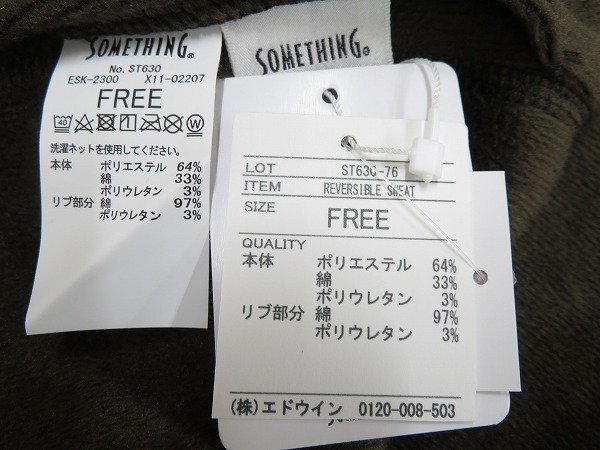 SOMETHING®
No. ST630
ESK-2300 X11-02207
FREE
40
W
洗濯ネットを使用してください。
本体 ポリエステル 64%
綿 33%
ポリウレタン 3%
リブ部分 綿 97%
ポリウレタン 3%
SOMETHING®
LOT ST630-76
ITEM REVERSIBLE SWEAT
SIZE FREE
QUALITY
本体 ポリエステル 64%
綿 33%
ポリウレタン 3%
リブ部分 綿 97%
ポリウレタン 3%
(株)エドウイン 0120-008-503